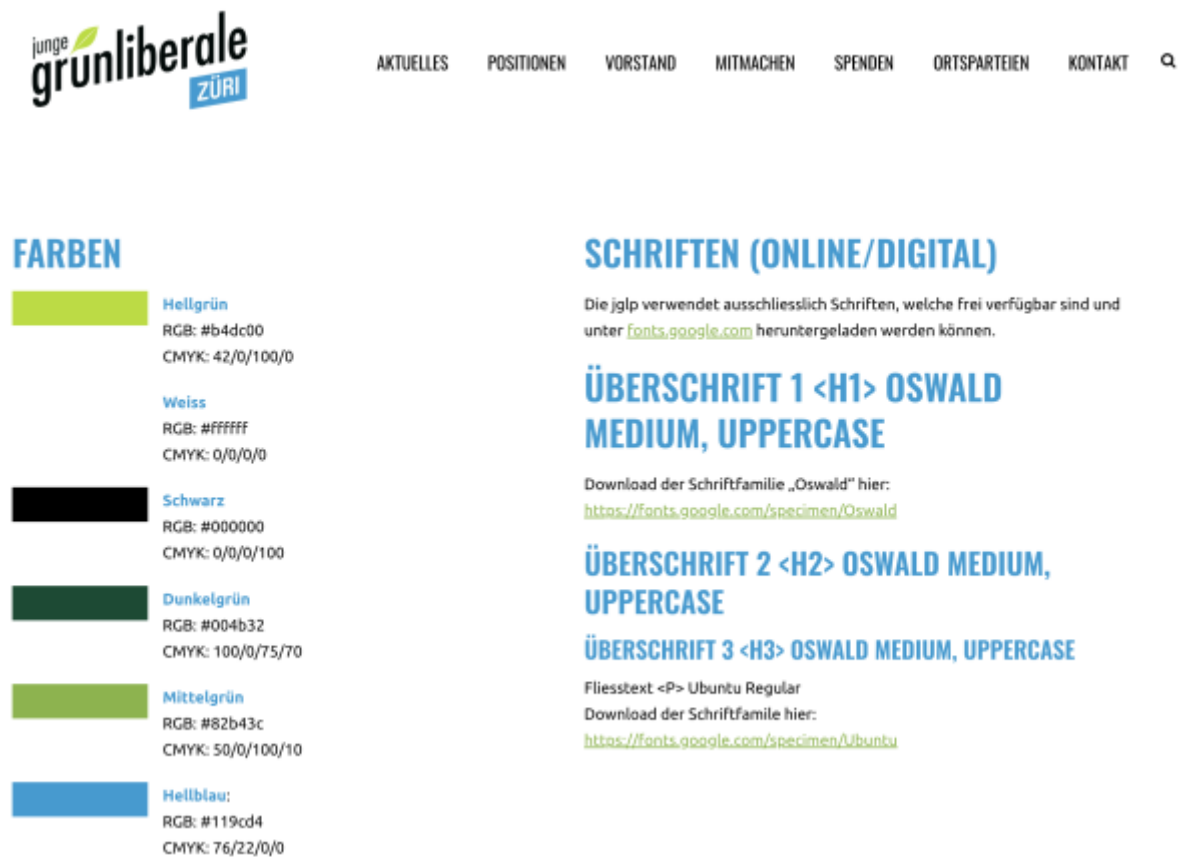 junge
grünliberale
ZÜRI
AKTUELLES POSITIONEN VORSTAND MITMACHEN SPENDEN ORTSPARTEIEN KONTAKT
FARBEN
Hellgrün
RGB: #b4dc00
CMYK: 42/0/100/0
Weiss
RGB: #ffffff
CMYK: 0/0/0/0
Schwarz
RGB: #000000
CMYK: 0/0/0/100
Dunkelgrün
RGB: #004b32
CMYK: 100/0/75/70
Mittelgrün
RGB: #82b43c
CMYK: 50/0/100/10
Hellblau:
RGB: #119cd4
CMYK: 76/22/0/0
SCHRIFTEN (ONLINE/DIGITAL)
Die jglp verwendet ausschliesslich Schriften, welche frei verfügbar sind und
unter fonts.google.com heruntergeladen werden können.
ÜBERSCHRIFT 1 <H1> OSWALD
MEDIUM, UPPERCASE
Download der Schriftfamilie „Oswald" hier:
https://fonts.google.com/specimen/Oswald
ÜBERSCHRIFT 2 <H2> OSWALD MEDIUM,
UPPERCASE
ÜBERSCHRIFT 3 <H3> OSWALD MEDIUM, UPPERCASE
Fliesstext <P> Ubuntu Regular
Download der Schriftfamile hier:
https://fonts.google.com/specimen/Ubuntu